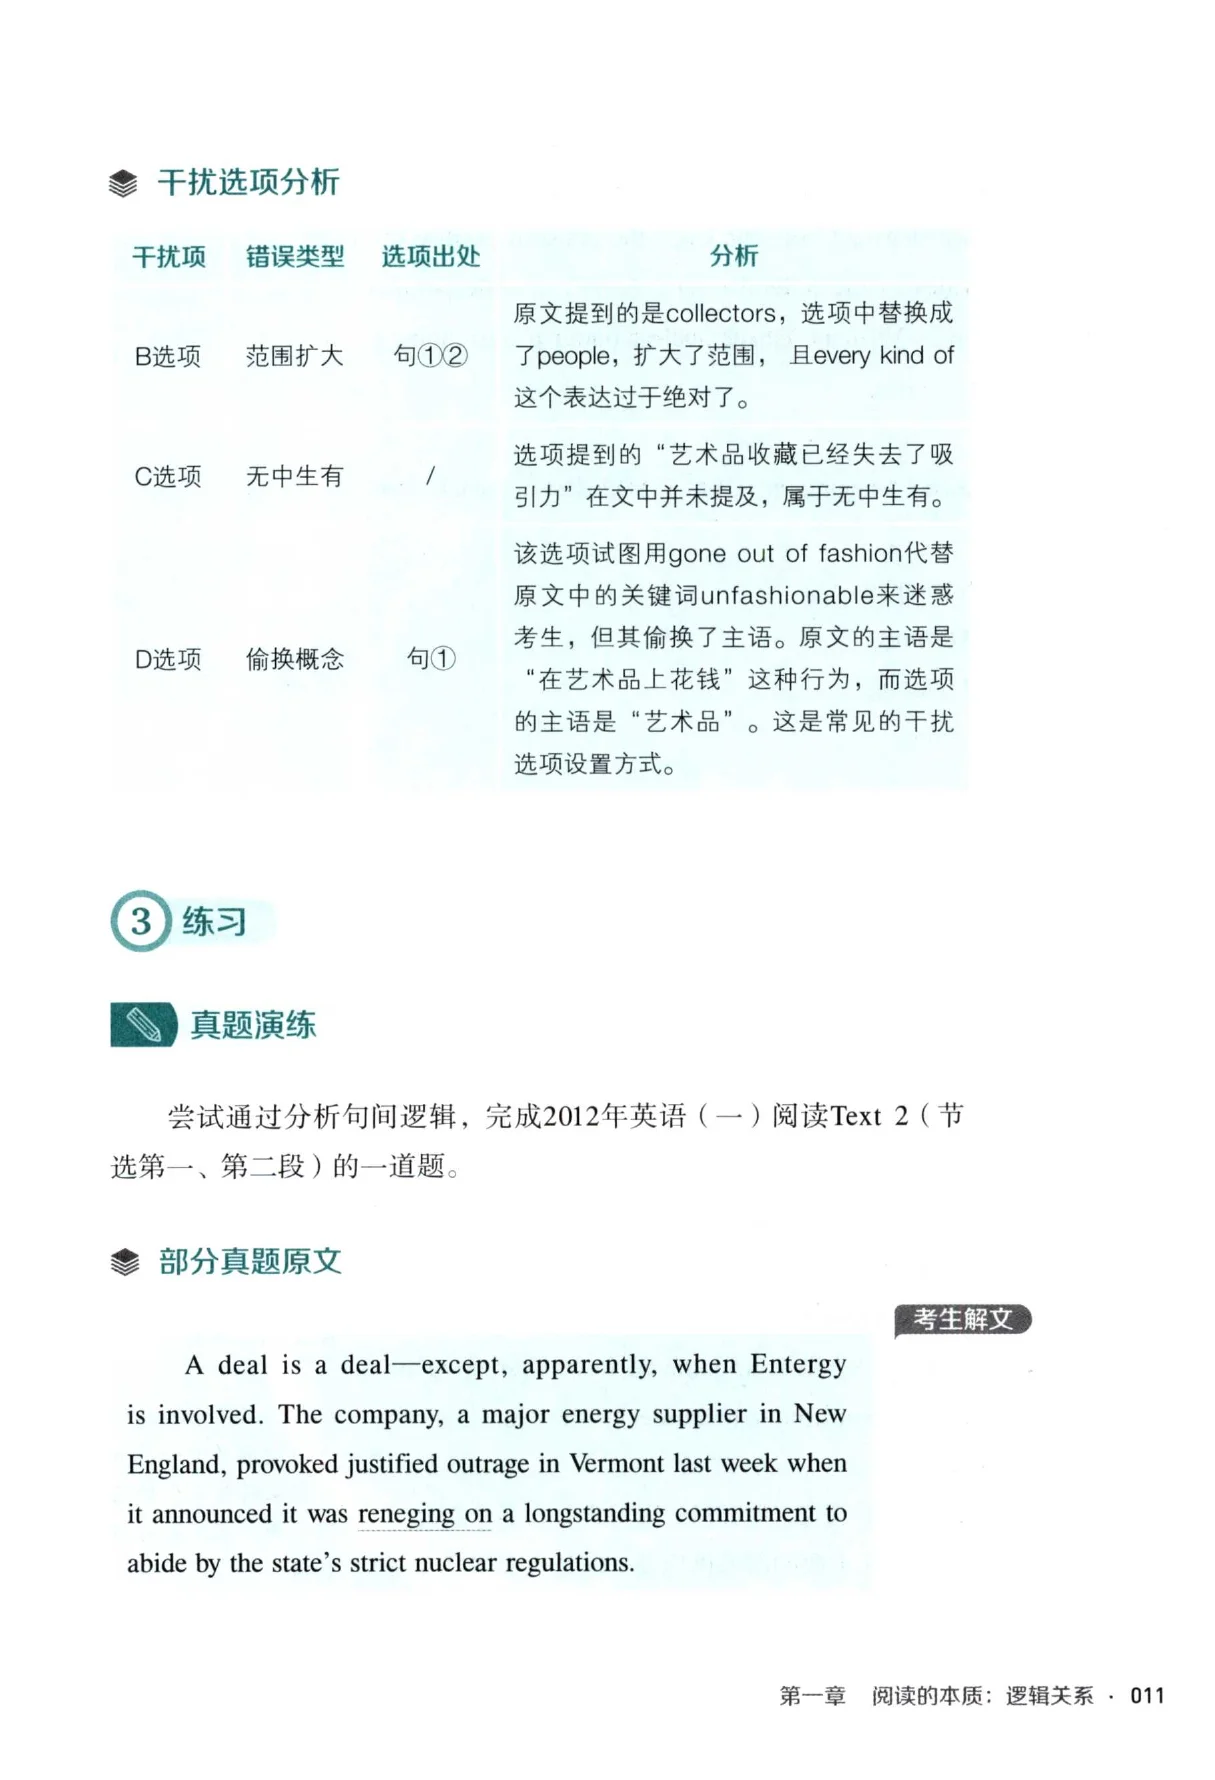 干扰选项分析
干扰项 错误类型 选项出处 分析
B选项 范围扩大 句①② 原文提到的是collectors，选项中替换成
了people，扩大了范围，且every kind of
这个表达过于绝对了。
C选项 无中生有 / 选项提到的“艺术品收藏已经失去了吸
引力”在文中并未提及，属于无中生有。
D选项 偷换概念 句① 该选项试图用gone out of fashion代替
原文中的关键词unfashionable来迷惑
考生，但其偷换了主语。原文的主语是
“在艺术品上花钱”这种行为，而选项
的主语是“艺术品”。这是常见的干扰
选项设置方式。
3 练习
真题演练
尝试通过分析句间逻辑，完成2012年英语（一）阅读Text 2（节
选第一、第二段）的一道题。
部分真题原文
考生解文
A deal is a deal—except, apparently, when Entergy
is involved. The company, a major energy supplier in New
England, provoked justified outrage in Vermont last week when
it announced it was reneging on a longstanding commitment to
abide by the state's strict nuclear regulations.
第一章 阅读的本质：逻辑关系 · 011